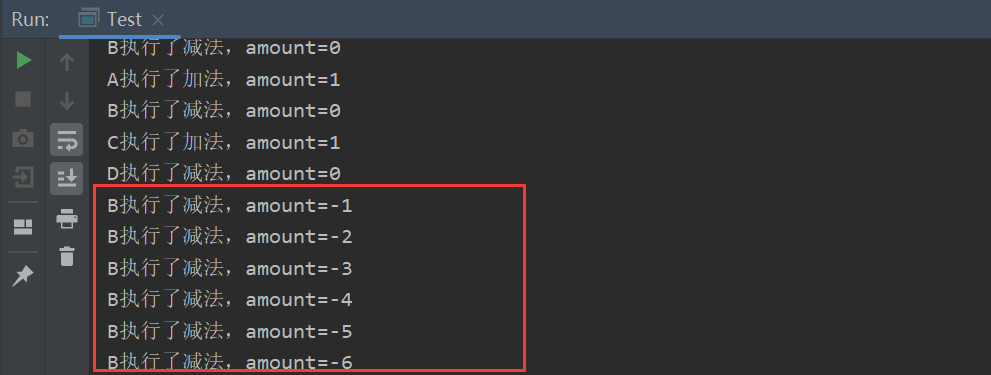 Run: Test
B执行了减法，amount=0
A执行了加法，amount=1
B执行了减法，amount=0
C执行了加法，amount=1
D执行了减法，amount=0
B执行了减法，amount=-1
B执行了减法，amount=-2
B执行了减法，amount=-3
B执行了减法，amount=-4
B执行了减法，amount=-5
B执行了减法，amount=-6